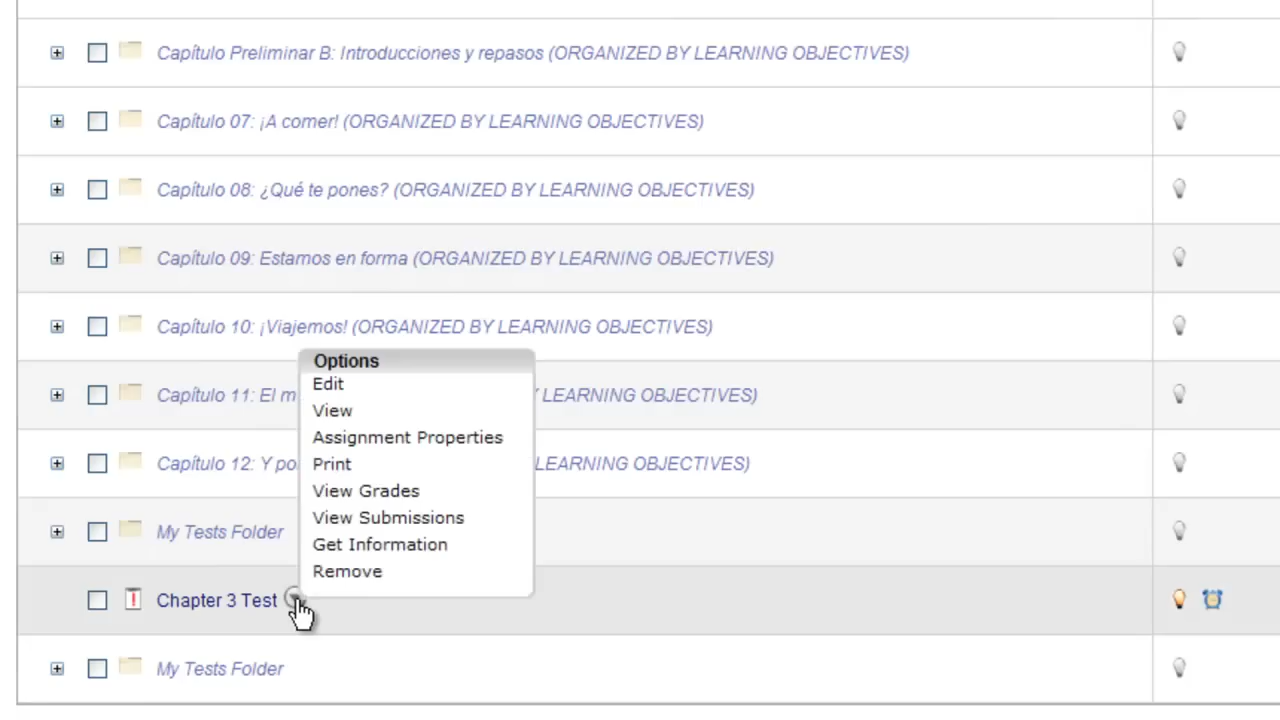 Capítulo Preliminar B: Introducciones y repasos (ORGANIZED BY LEARNING OBJECTIVES)
Capítulo 07: ¡A comer! (ORGANIZED BY LEARNING OBJECTIVES)
Capítulo 08: ¿Qué te pones? (ORGANIZED BY LEARNING OBJECTIVES)
Capítulo 09: Estamos en forma (ORGANIZED BY LEARNING OBJECTIVES)
Capítulo 10: ¡Viajemos! (ORGANIZED BY LEARNING OBJECTIVES)
Options
Edit
Capítulo 11: El LEARNING OBJECTIVES)
View
Assignment Properties
Capítulo 12: Y LEARNING OBJECTIVES)
Print
View Grades
View Submissions
My Tests Folder
Get Information
Remove
Chapter 3 Test
My Tests Folder